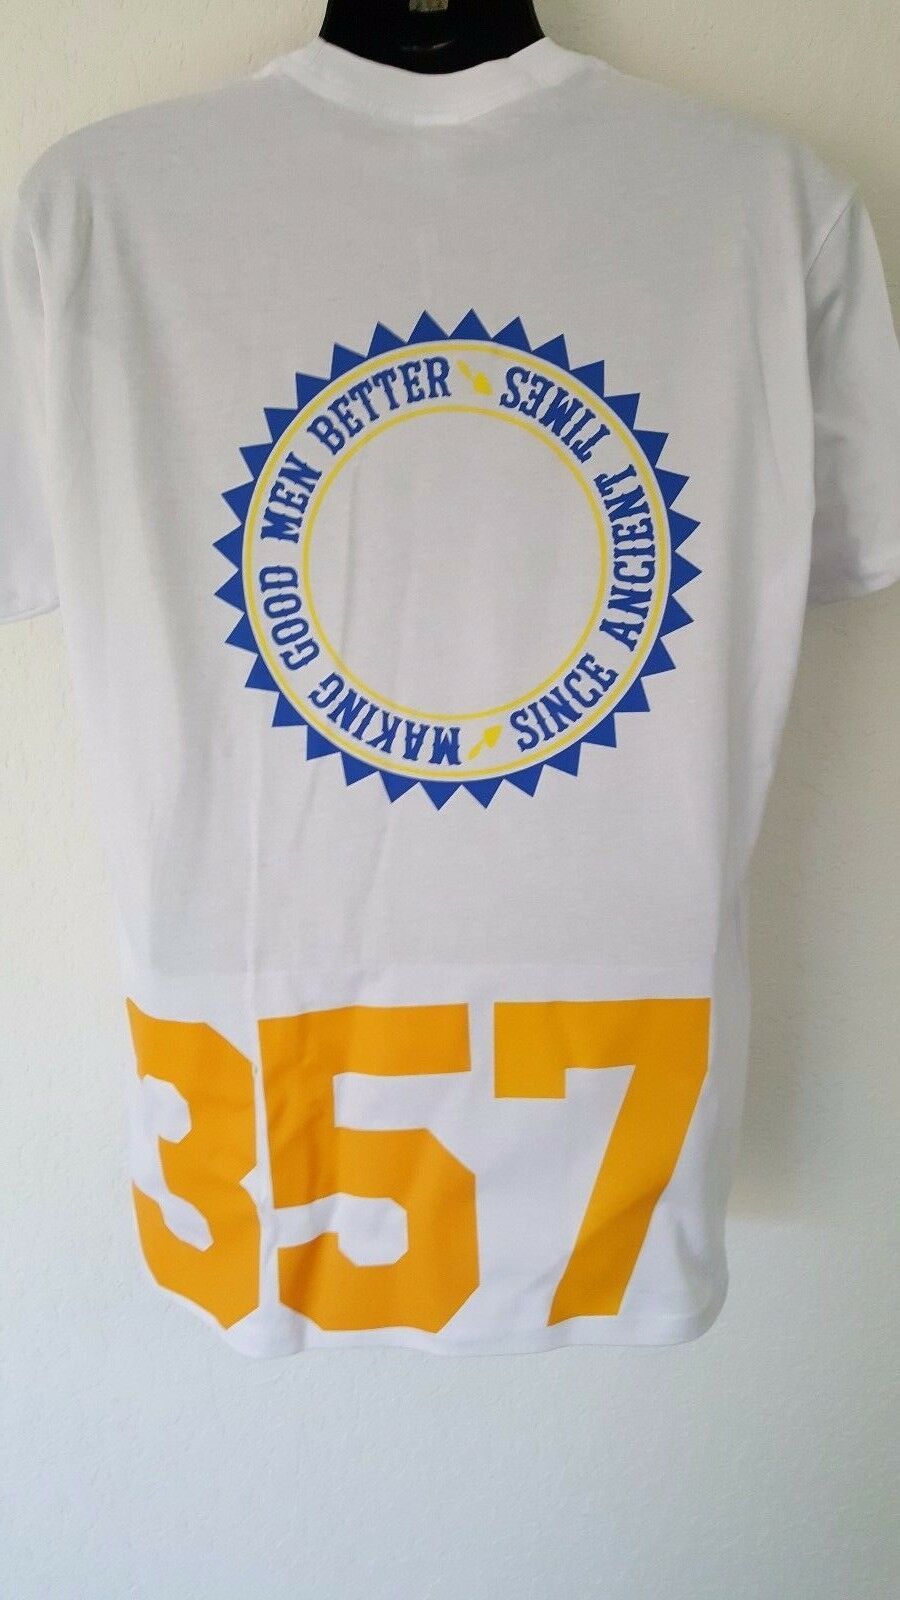 MAKING GOOD MEN BETTER
SINCE ANCIENT TIMES
357